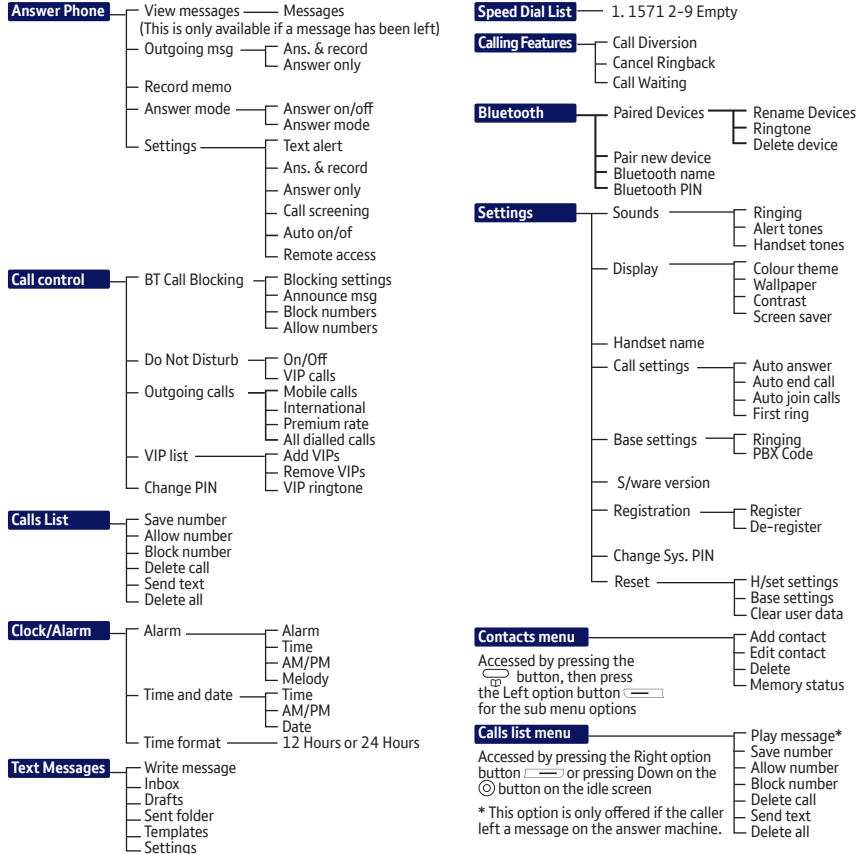 Answer Phone
View messages Messages
(This is only available if a message has been left)
Outgoing msg Ans. & record
Answer only
Record memo
Answer mode Answer on/off
Answer mode
Settings Text alert
Ans. & record
Answer only
Call screening
Auto on/of
Remote access
Call control
BT Call Blocking Blocking settings
Announce msg
Block numbers
Allow numbers
Do Not Disturb On/Off
VIP calls
Outgoing calls Mobile calls
International
Premium rate
All dialled calls
VIP list Add VIPs
Remove VIPs
Change PIN VIP ringtone
Calls List
Save number
Allow number
Block number
Delete call
Send text
Delete all
Clock/Alarm
Alarm Alarm
Time
AM/PM
Melody
Time and date Time
AM/PM
Date
Time format 12 Hours or 24 Hours
Text Messages
Write message
Inbox
Drafts
Sent folder
Templates
Settings
Speed Dial List 1. 1571 2-9 Empty
Calling Features
Call Diversion
Cancel Ringback
Call Waiting
Bluetooth
Paired Devices Rename Devices
Ringtone
Delete device
Pair new device
Bluetooth name
Bluetooth PIN
Settings
Sounds Ringing
Alert tones
Handset tones
Display Colour theme
Wallpaper
Contrast
Screen saver
Handset name
Call settings Auto answer
Auto end call
Auto join calls
First ring
Base settings Ringing
PBX Code
S/ware version
Registration Register
De-register
Change Sys. PIN
Reset H/set settings
Base settings
Clear user data
Contacts menu
Accessed by pressing the
button, then press
the Left option button
for the sub menu options
Add contact
Edit contact
Delete
Memory status
Calls list menu
Accessed by pressing the Right option
button or pressing Down on the
button on the idle screen
* This option is only offered if the caller
left a message on the answer machine.
Play message*
Save number
Allow number
Block number
Delete call
Send text
Delete all